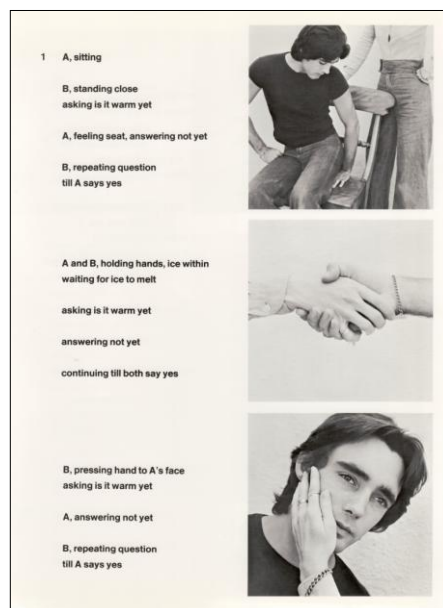 1 A, sitting
B, standing close
asking is it warm yet
A, feeling seat, answering not yet
B, repeating question
till A says yes
A and B, holding hands, ice within
waiting for ice to melt
asking is it warm yet
answering not yet
continuing till both say yes
B, pressing hand to A's face
asking is it warm yet
A, answering not yet
B, repeating question
till A says yes